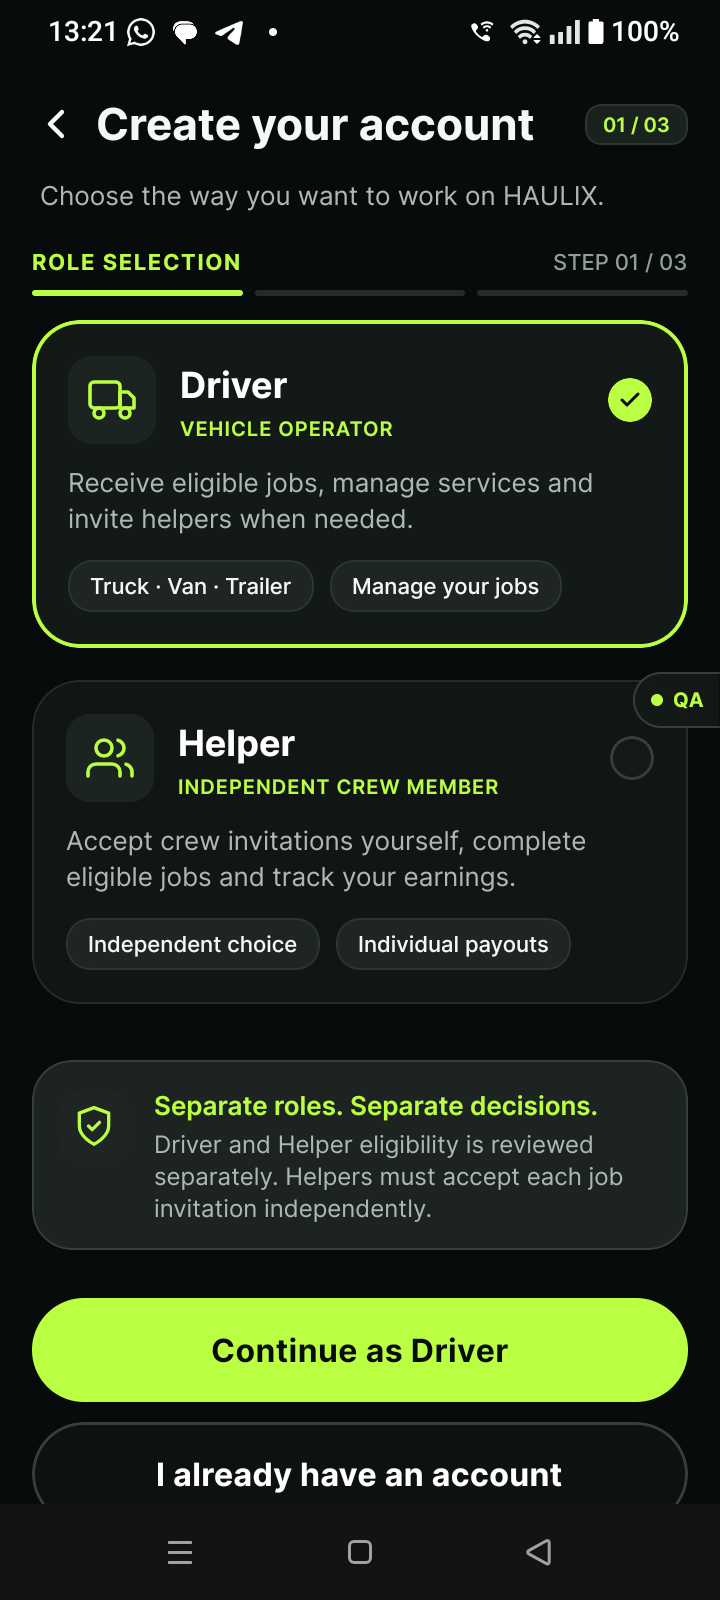 13:21
100%
Create your account
01 / 03
Choose the way you want to work on HAULIX.
ROLE SELECTION
STEP 01 / 03
Driver
VEHICLE OPERATOR
Receive eligible jobs, manage services and
invite helpers when needed.
Truck · Van · Trailer
Manage your jobs
QA
Helper
INDEPENDENT CREW MEMBER
Accept crew invitations yourself, complete
eligible jobs and track your earnings.
Independent choice
Individual payouts
Separate roles. Separate decisions.
Driver and Helper eligibility is reviewed
separately. Helpers must accept each job
invitation independently.
Continue as Driver
I already have an account